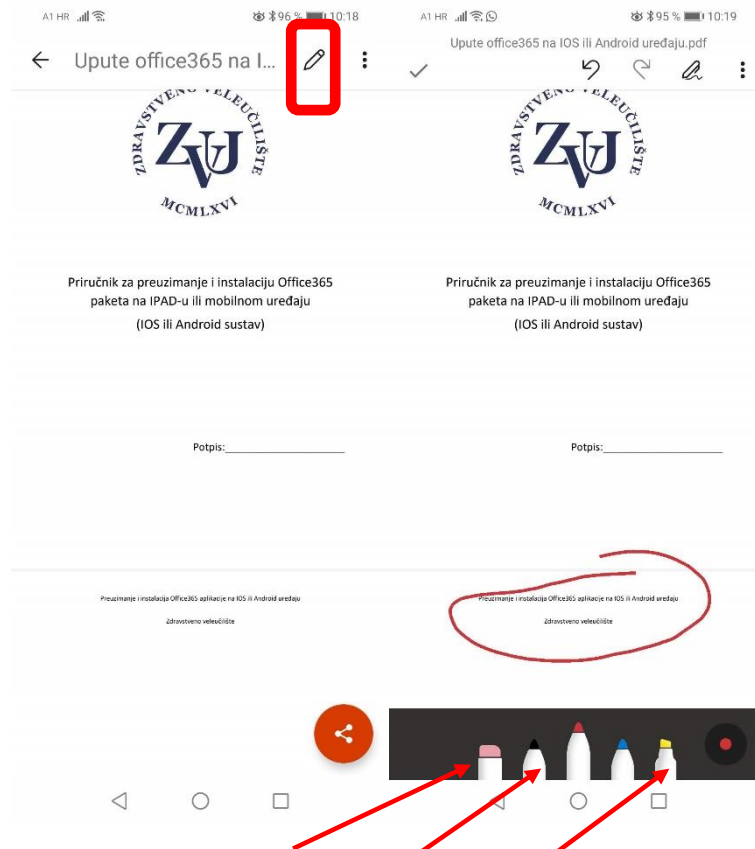 A1 HR
96 %
10:18
Upute office365 na I...
ZDRAVSTVENO VELEUČILIŠTE
ZVU
MCMLXVI
Priručnik za preuzimanje i instalaciju Office365
paketa na IPAD-u ili mobilnom uređaju
(IOS ili Android sustav)
Potpis:
Preuzimanje i instalacija Office365 aplikacije na IOS ili Android uređaju
Zdravstveno veleučilište
A1 HR
95 %
10:19
Upute office365 na IOS ili Android uređaju.pdf
ZDRAVSTVENO VELEUČILIŠTE
ZVU
MCMLXVI
Priručnik za preuzimanje i instalaciju Office365
paketa na IPAD-u ili mobilnom uređaju
(IOS ili Android sustav)
Potpis:
Preuzimanje i instalacija Office365 aplikacije na IOS ili Android uređaju
Zdravstveno veleučilište